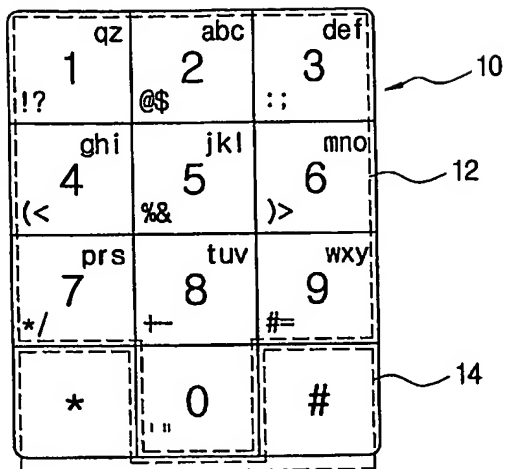 qz abc def
1 2 3
!? @$ :;
10
ghi jkl mno
4 5 6
12
(< %& )>
prs tuv wxy
7 8 9
*/ +− #=
* 0 #
14
' "